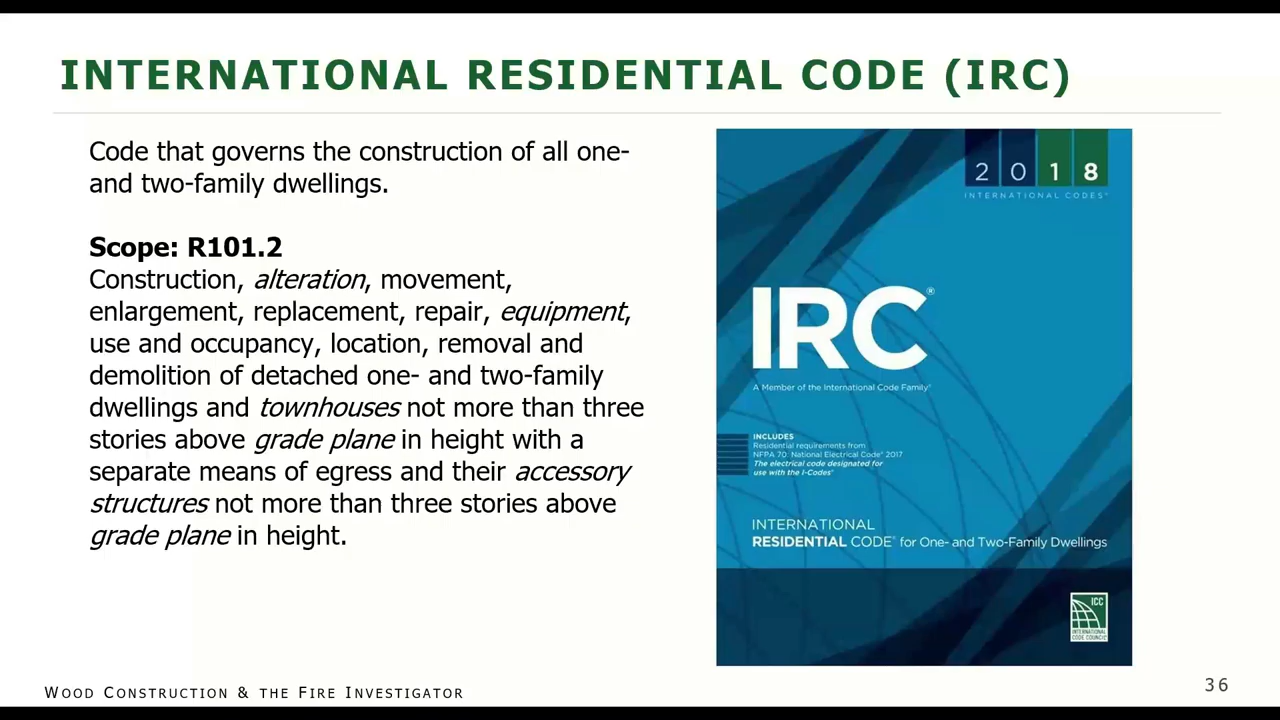 INTERNATIONAL RESIDENTIAL CODE (IRC)
Code that governs the construction of all one-
and two-family dwellings.
Scope: R101.2
Construction, alteration, movement,
enlargement, replacement, repair, equipment,
use and occupancy, location, removal and
demolition of detached one- and two-family
dwellings and townhouses not more than three
stories above grade plane in height with a
separate means of egress and their accessory
structures not more than three stories above
grade plane in height.
2018
INTERNATIONAL CODES®
IRC®
A Member of the International Code Family®
INCLUDES
Residential requirements from
NFPA 70: National Electrical Code® 2017
The electrical code designated for
use with the I-Codes®
INTERNATIONAL
RESIDENTIAL CODE® for One- and Two-Family Dwellings
ICC
INTERNATIONAL
CODE COUNCIL®
WOOD CONSTRUCTION & THE FIRE INVESTIGATOR
36